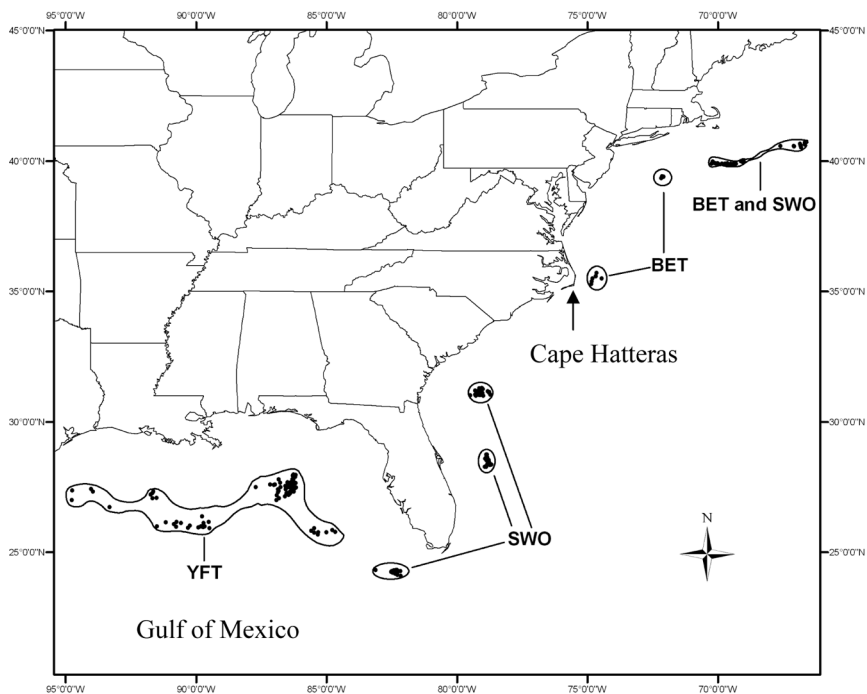 95°0'0"W 90°0'0"W 85°0'0"W 80°0'0"W 75°0'0"W 70°0'0"W
45°0'0"N 45°0'0"N
40°0'0"N 40°0'0"N
BET and SWO
BET
35°0'0"N 35°0'0"N
Cape Hatteras
30°0'0"N 30°0'0"N
N
SWO
25°0'0"N 25°0'0"N
YFT
Gulf of Mexico
95°0'0"W 90°0'0"W 85°0'0"W 80°0'0"W 75°0'0"W 70°0'0"W